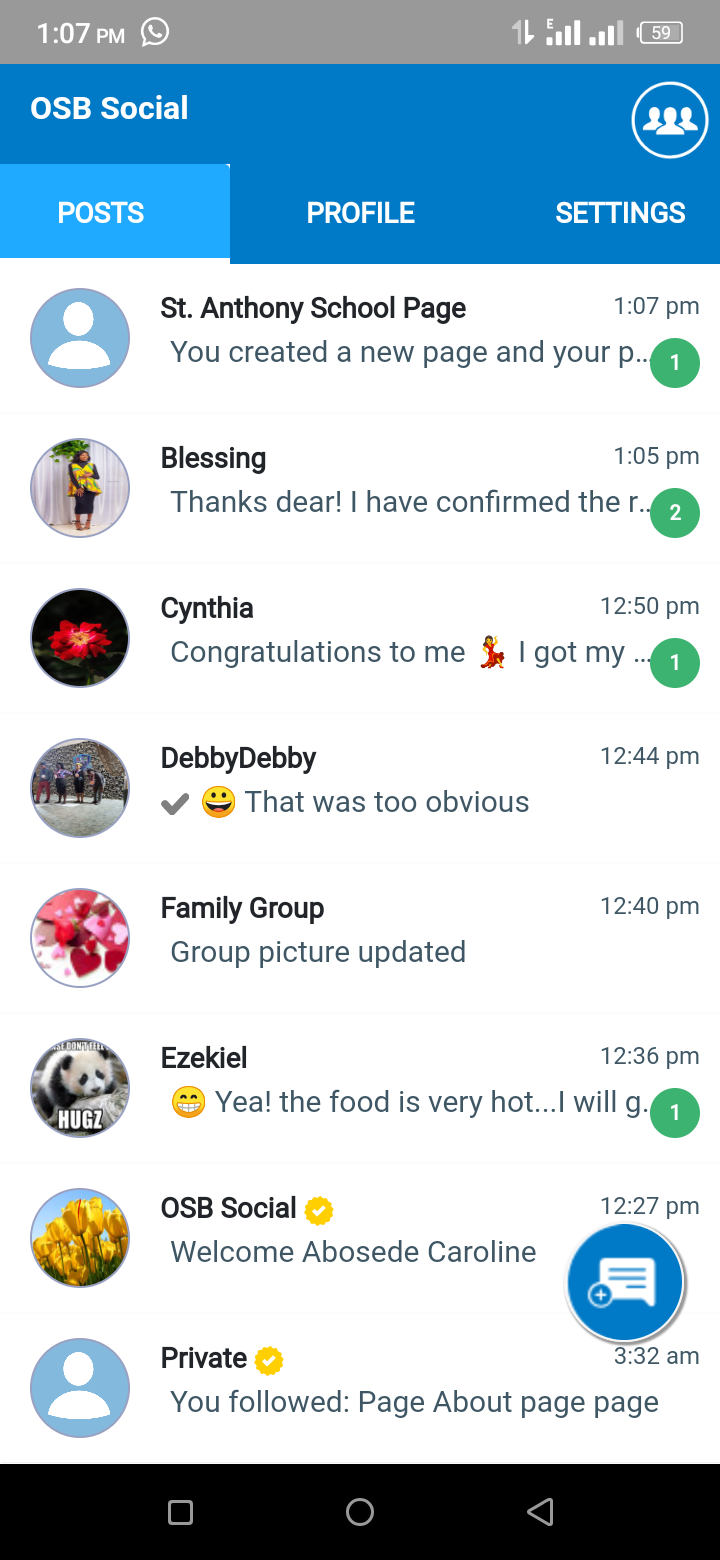 1:07 PM
E
59
OSB Social
POSTS PROFILE SETTINGS
St. Anthony School Page 1:07 pm
You created a new page and your p... 1
Blessing 1:05 pm
Thanks dear! I have confirmed the r... 2
Cynthia 12:50 pm
Congratulations to me 💃 I got my ... 1
DebbyDebby 12:44 pm
✔ 😀 That was too obvious
Family Group 12:40 pm
Group picture updated
HUGZ
Ezekiel 12:36 pm
😁 Yea! the food is very hot...I will g... 1
OSB Social 12:27 pm
Welcome Abosede Caroline
Private 3:32 am
You followed: Page About page page